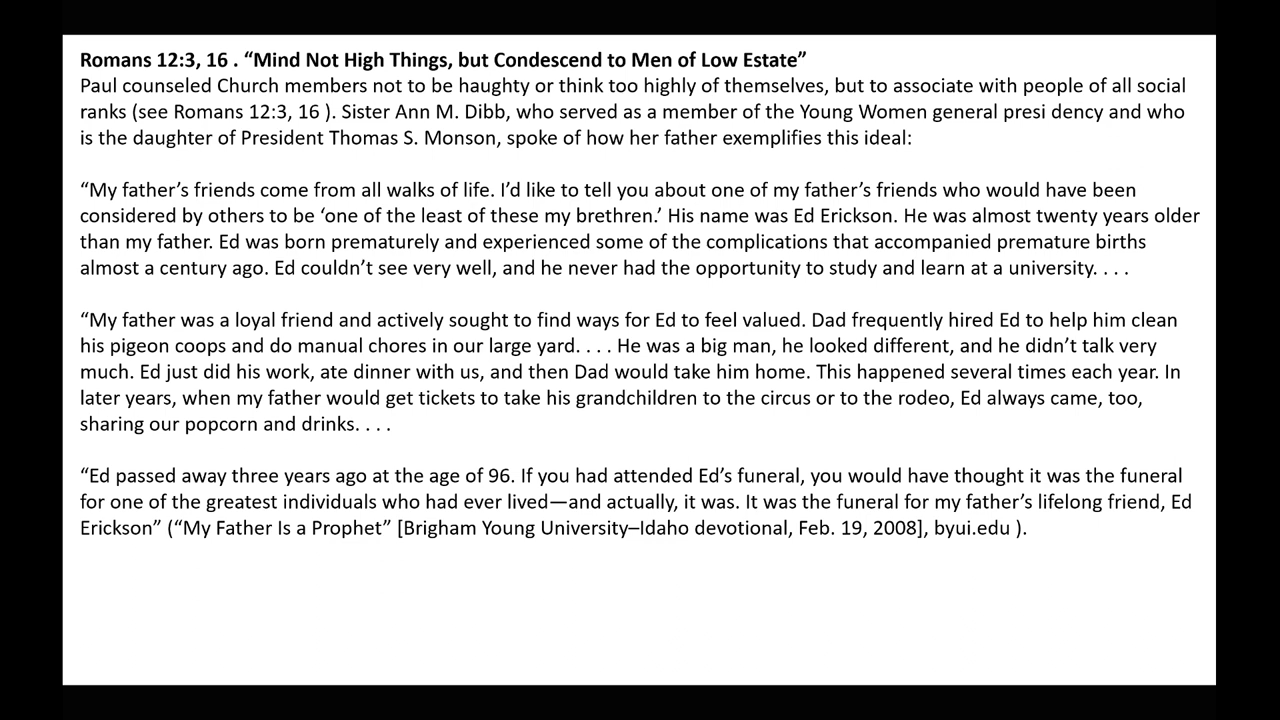 Romans 12:3, 16 . “Mind Not High Things, but Condescend to Men of Low Estate”
Paul counseled Church members not to be haughty or think too highly of themselves, but to associate with people of all social
ranks (see Romans 12:3, 16 ). Sister Ann M. Dibb, who served as a member of the Young Women general presi dency and who
is the daughter of President Thomas S. Monson, spoke of how her father exemplifies this ideal:
“My father’s friends come from all walks of life. I’d like to tell you about one of my father’s friends who would have been
considered by others to be ‘one of the least of these my brethren.’ His name was Ed Erickson. He was almost twenty years older
than my father. Ed was born prematurely and experienced some of the complications that accompanied premature births
almost a century ago. Ed couldn’t see very well, and he never had the opportunity to study and learn at a university. . . .
“My father was a loyal friend and actively sought to find ways for Ed to feel valued. Dad frequently hired Ed to help him clean
his pigeon coops and do manual chores in our large yard. . . . He was a big man, he looked different, and he didn’t talk very
much. Ed just did his work, ate dinner with us, and then Dad would take him home. This happened several times each year. In
later years, when my father would get tickets to take his grandchildren to the circus or to the rodeo, Ed always came, too,
sharing our popcorn and drinks. . . .
“Ed passed away three years ago at the age of 96. If you had attended Ed’s funeral, you would have thought it was the funeral
for one of the greatest individuals who had ever lived—and actually, it was. It was the funeral for my father’s lifelong friend, Ed
Erickson” (“My Father Is a Prophet” [Brigham Young University–Idaho devotional, Feb. 19, 2008], byui.edu ).